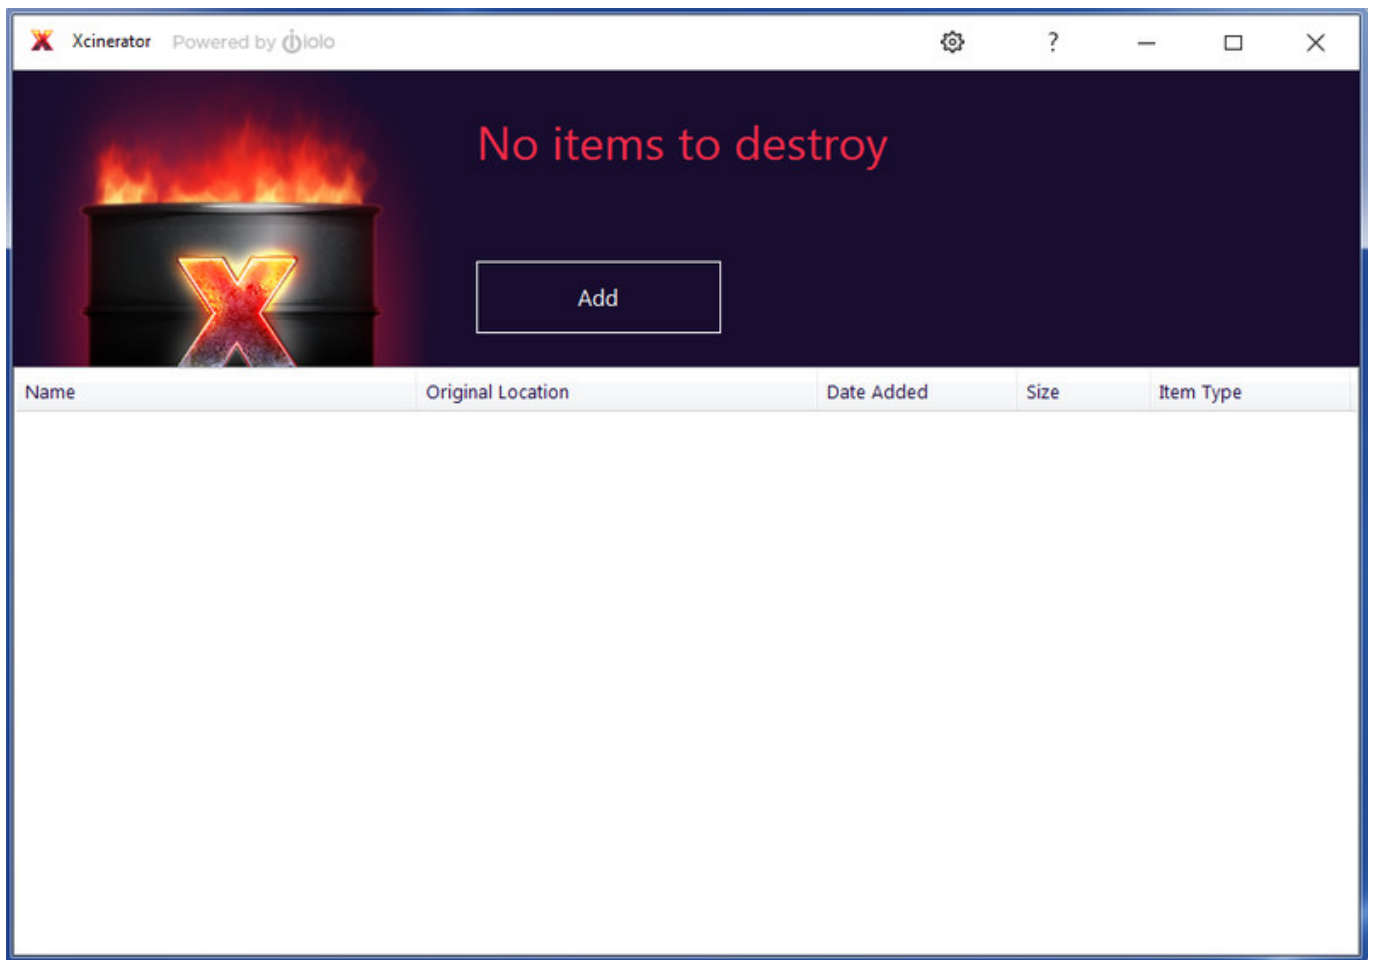 Xcinerator Powered by iolo ?
No items to destroy
X
Add
Name Original Location Date Added Size Item Type